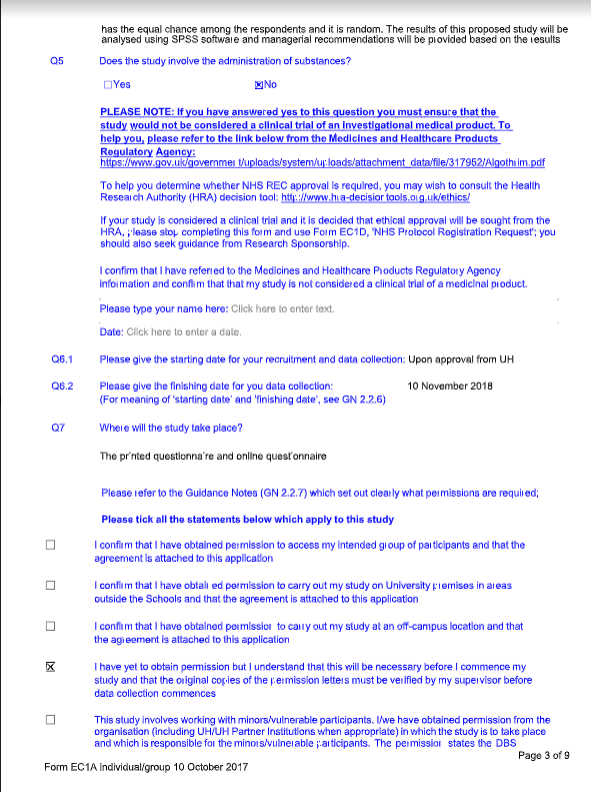 has the equal chance among the respondents and it is random. The results of this proposed study will be
analysed using SPSS software and managerial recommendations will be provided based on the results
Q5 Does the study involve the administration of substances?
☐Yes ☒No
PLEASE NOTE: If you have answered yes to this question you must ensure that the
study would not be considered a clinical trial of an investigational medical product. To
help you, please refer to the link below from the Medicines and Healthcare Products
Regulatory Agency:
https://www.gov.uk/government/uploads/system/uploads/attachment_data/file/317952/Algothrim.pdf
To help you determine whether NHS REC approval is required, you may wish to consult the Health
Research Authority (HRA) decision tool: http://www.hra-decisiontools.org.uk/ethics/
If your study is considered a clinical trial and it is decided that ethical approval will be sought from the
HRA, please stop completing this form and use Form EC1D, 'NHS Protocol Registration Request'; you
should also seek guidance from Research Sponsorship.
I confirm that I have referred to the Medicines and Healthcare Products Regulatory Agency
information and confirm that that my study is not considered a clinical trial of a medicinal product.
Please type your name here: Click here to enter text.
Date: Click here to enter a date.
Q6.1 Please give the starting date for your recruitment and data collection: Upon approval from UH
Q6.2 Please give the finishing date for you data collection: 10 November 2018
(For meaning of 'starting date' and 'finishing date', see GN 2.2.6)
Q7 Where will the study take place?
The printed questionnaire and online questionnaire
Please refer to the Guidance Notes (GN 2.2.7) which set out clearly what permissions are required;
Please tick all the statements below which apply to this study
☐ I confirm that I have obtained permission to access my intended group of participants and that the
agreement is attached to this application
☐ I confirm that I have obtained permission to carry out my study on University premises in areas
outside the Schools and that the agreement is attached to this application
☐ I confirm that I have obtained permission to carry out my study at an off-campus location and that
the agreement is attached to this application
☒ I have yet to obtain permission but I understand that this will be necessary before I commence my
study and that the original copies of the permission letters must be verified by my supervisor before
data collection commences
☐ This study involves working with minors/vulnerable participants. I/we have obtained permission from the
organisation (including UH/UH Partner Institutions when appropriate) in which the study is to take place
and which is responsible for the minors/vulnerable participants. The permission states the DBS
Page 3 of 9
Form EC1A individual/group 10 October 2017